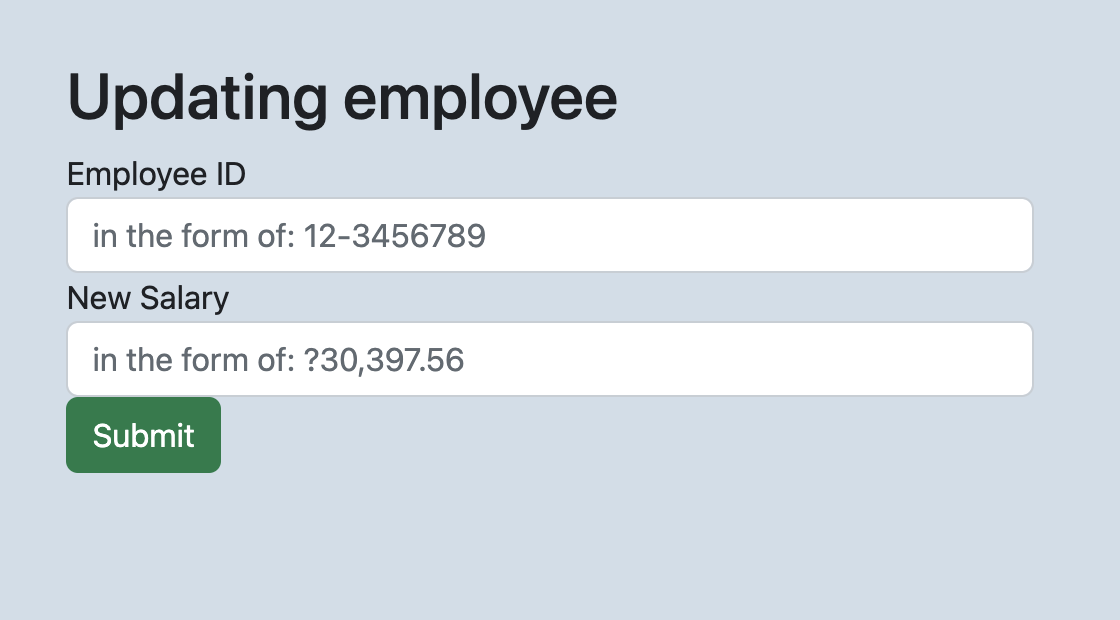 Updating employee
Employee ID
in the form of: 12-3456789
New Salary
in the form of: ?30,397.56
Submit